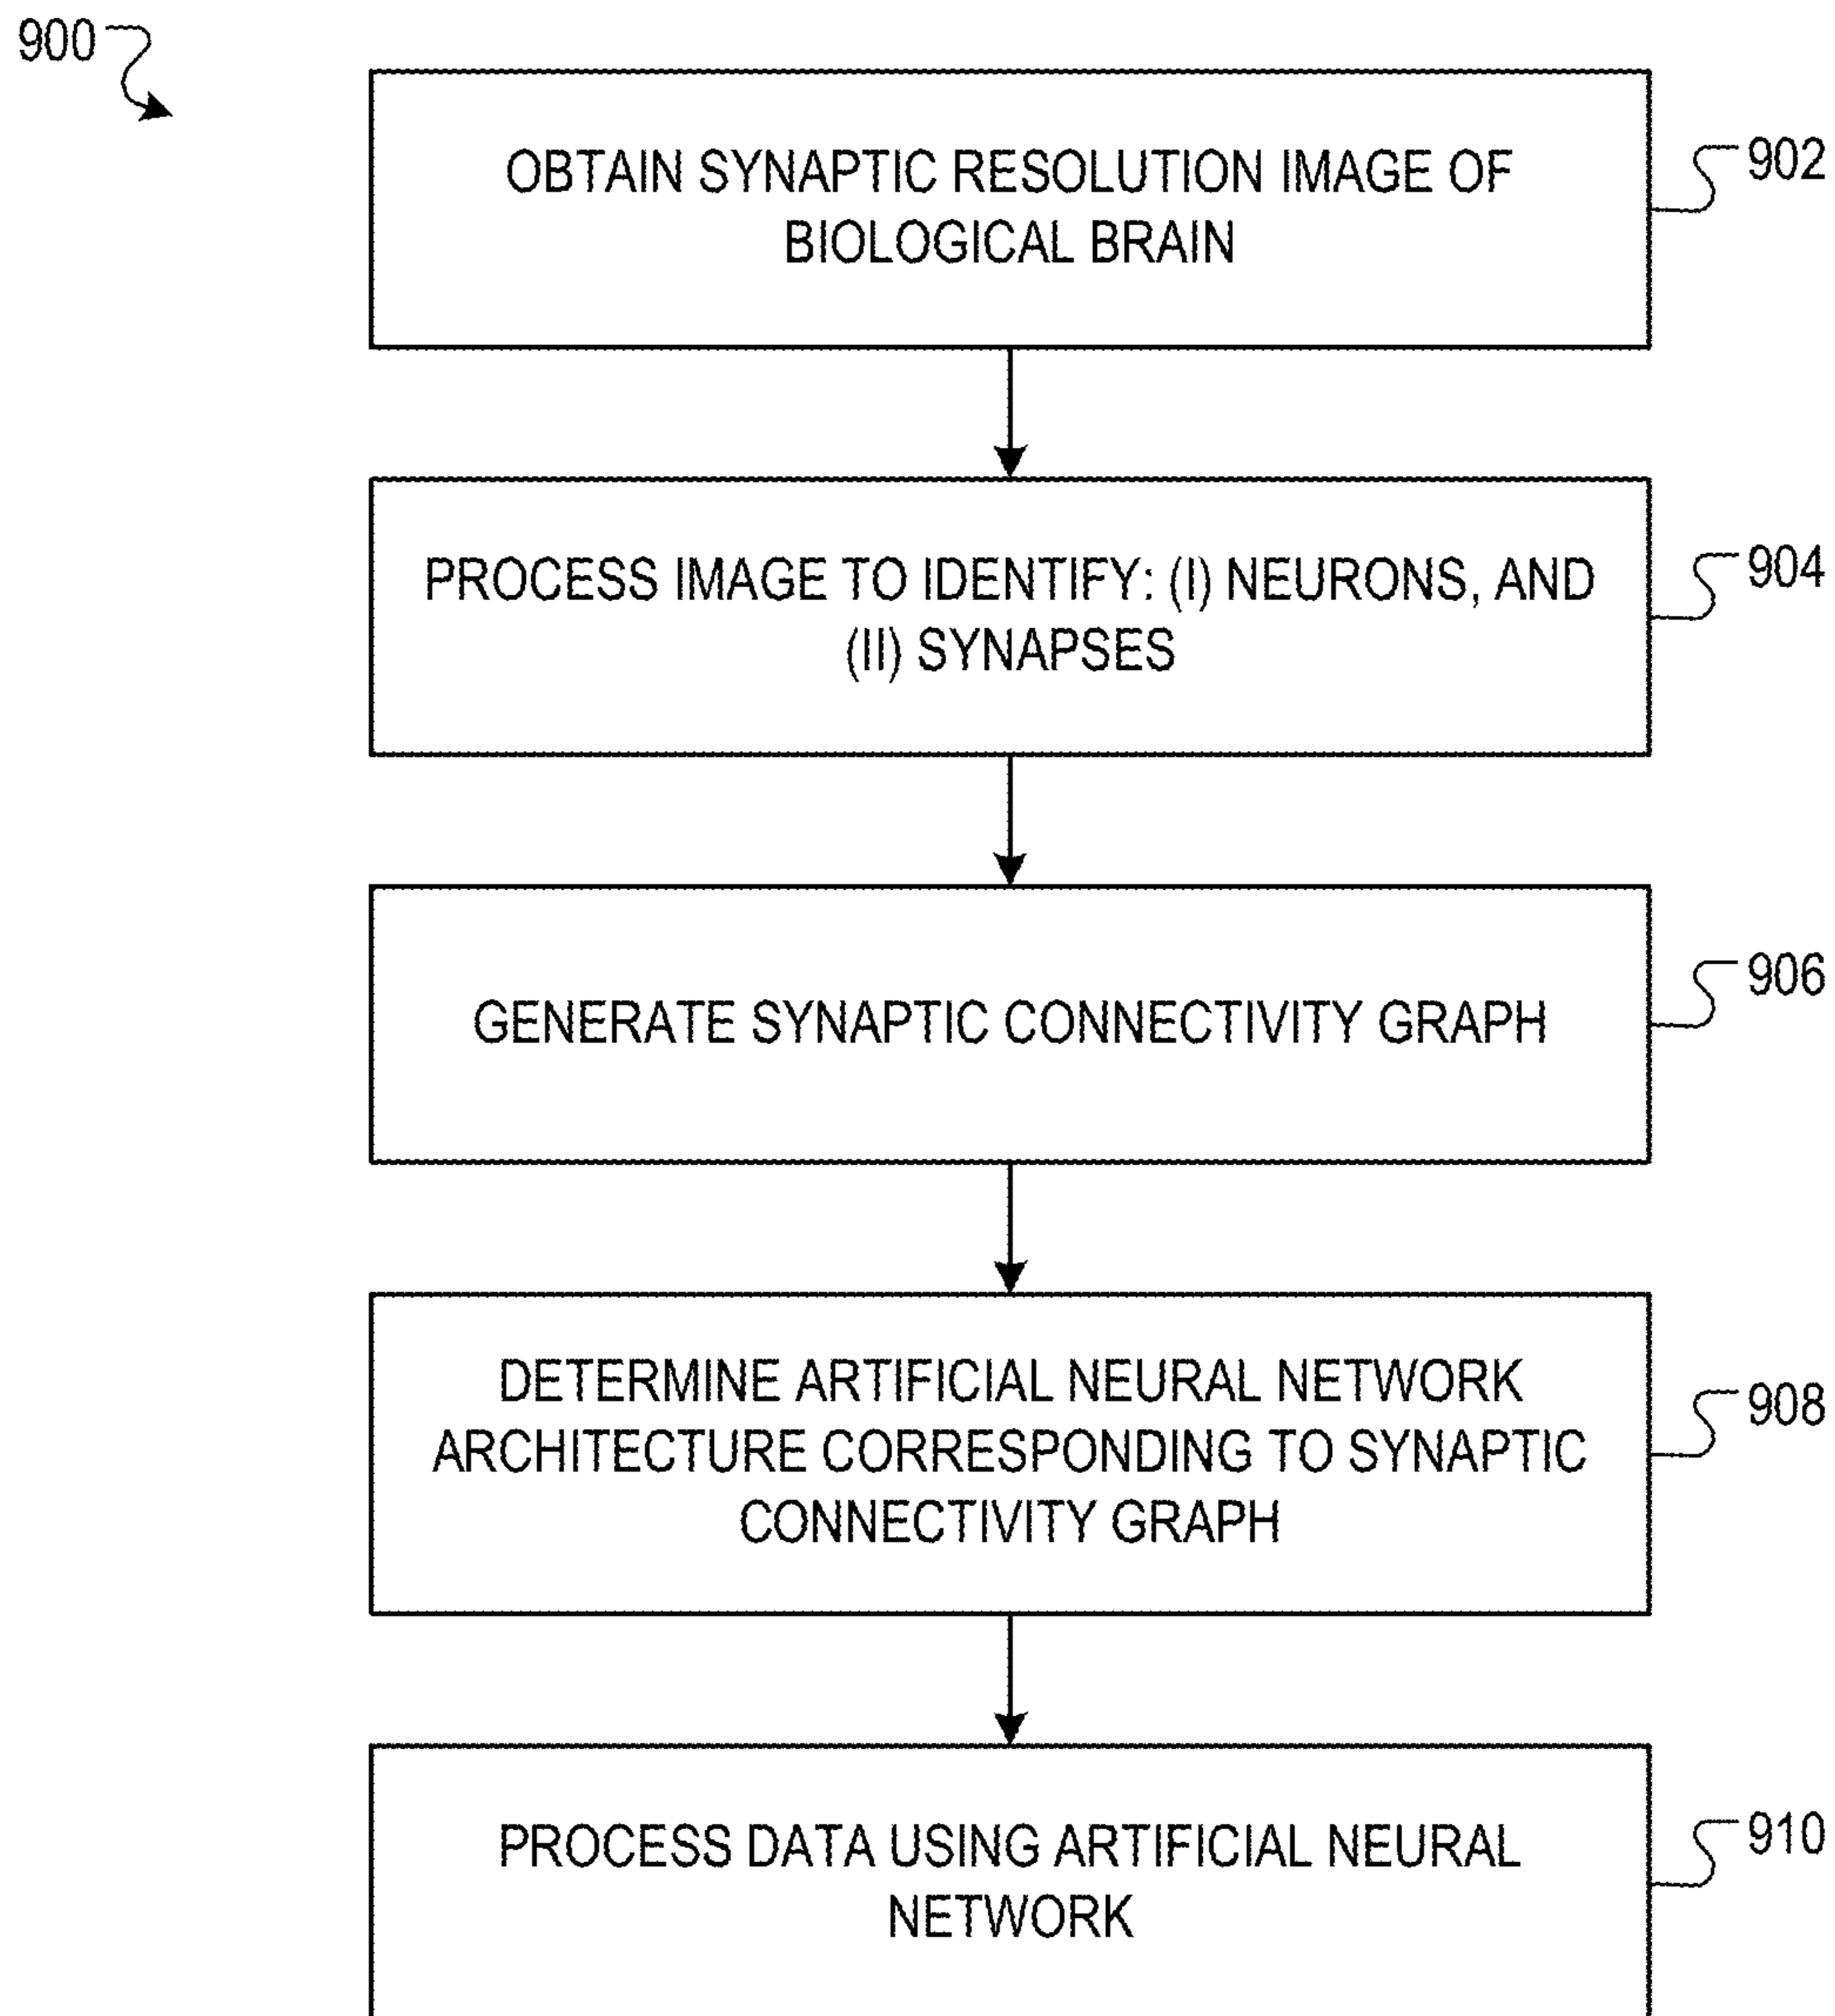 900
OBTAIN SYNAPTIC RESOLUTION IMAGE OF
BIOLOGICAL BRAIN
902
PROCESS IMAGE TO IDENTIFY: (I) NEURONS, AND
(II) SYNAPSES
904
GENERATE SYNAPTIC CONNECTIVITY GRAPH
906
DETERMINE ARTIFICIAL NEURAL NETWORK
ARCHITECTURE CORRESPONDING TO SYNAPTIC
CONNECTIVITY GRAPH
908
PROCESS DATA USING ARTIFICIAL NEURAL
NETWORK
910